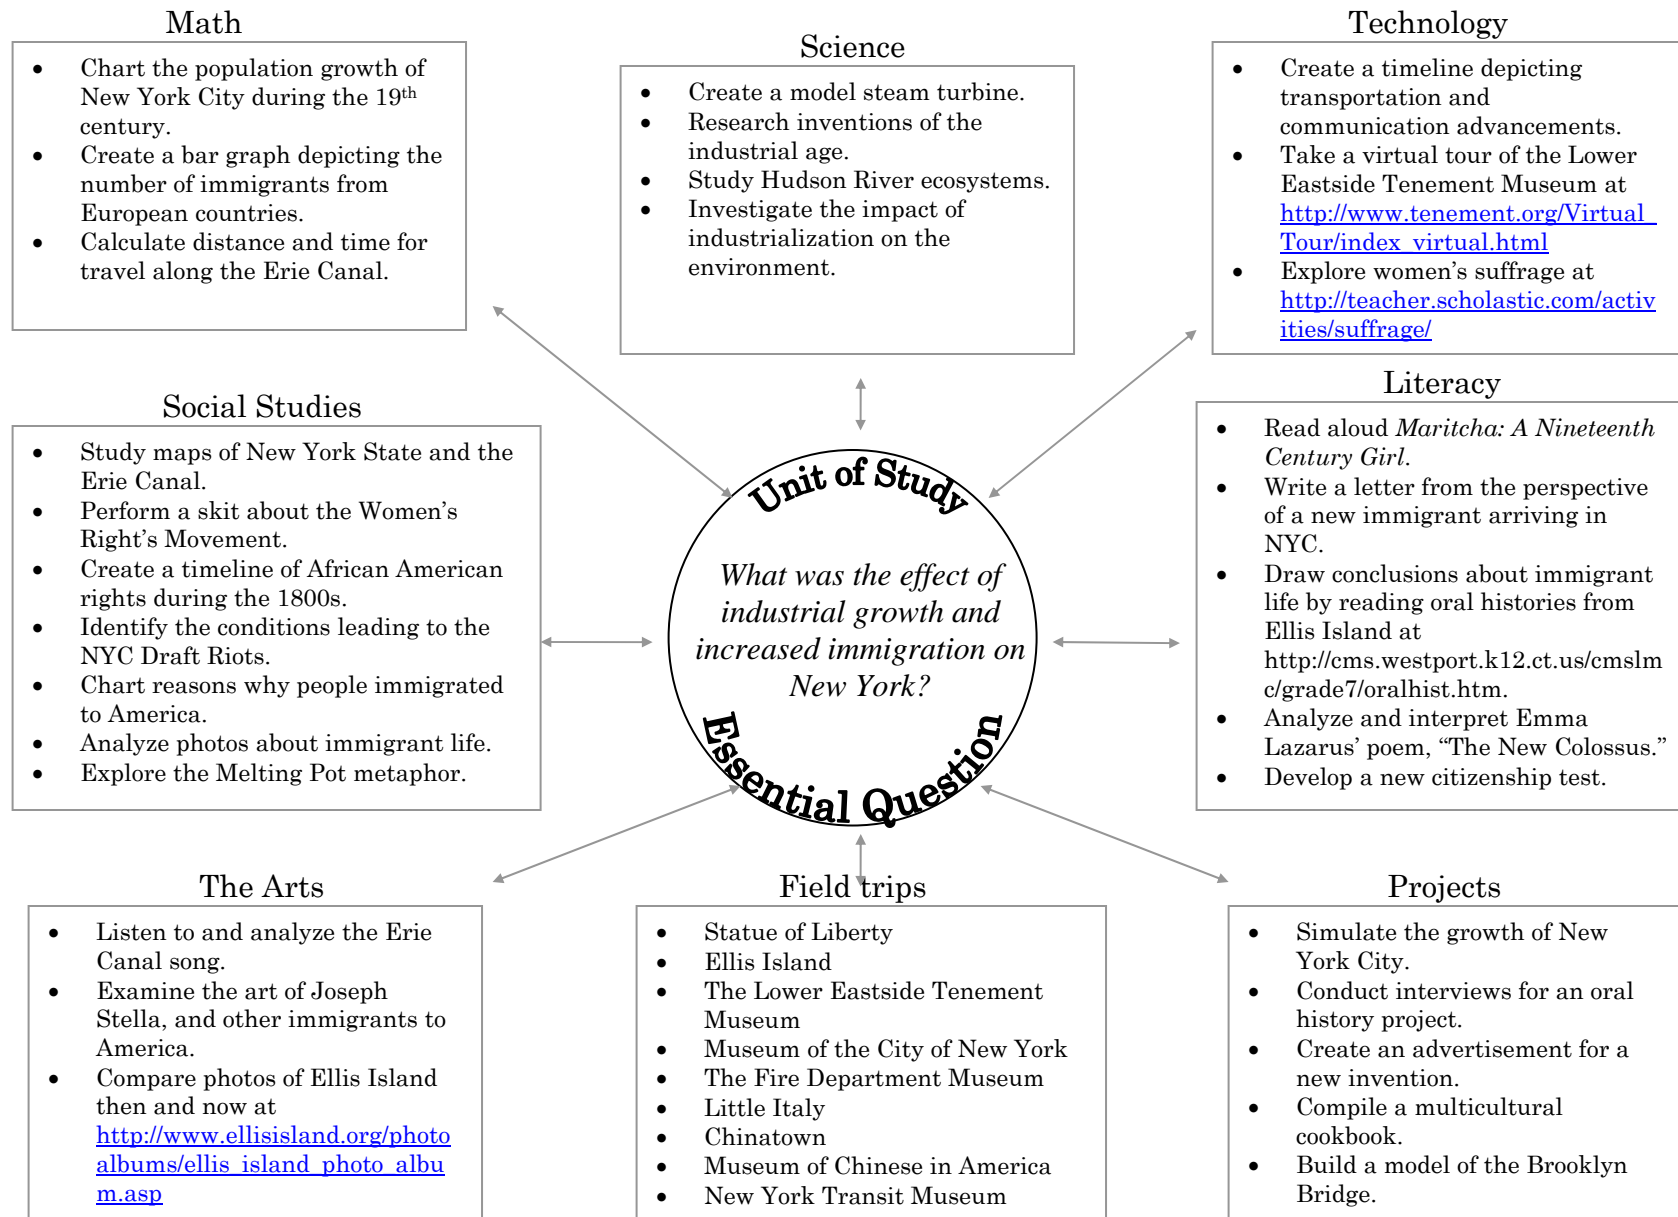 Math
• Chart the population growth of
New York City during the 19th
century.
• Create a bar graph depicting the
number of immigrants from
European countries.
• Calculate distance and time for
travel along the Erie Canal.
Science
• Create a model steam turbine.
• Research inventions of the
industrial age.
• Study Hudson River ecosystems.
• Investigate the impact of
industrialization on the
environment.
Technology
• Create a timeline depicting
transportation and
communication advancements.
• Take a virtual tour of the Lower
Eastside Tenement Museum at
http://www.tenement.org/Virtual_
Tour/index_virtual.html
• Explore women’s suffrage at
http://teacher.scholastic.com/activ
ities/suffrage/
Social Studies
• Study maps of New York State and the
Erie Canal.
• Perform a skit about the Women’s
Right’s Movement.
• Create a timeline of African American
rights during the 1800s.
• Identify the conditions leading to the
NYC Draft Riots.
• Chart reasons why people immigrated
to America.
• Analyze photos about immigrant life.
• Explore the Melting Pot metaphor.
Unit of Study
What was the effect of
industrial growth and
increased immigration on
New York?
Essential Question
Literacy
• Read aloud Maritcha: A Nineteenth
Century Girl.
• Write a letter from the perspective
of a new immigrant arriving in
NYC.
• Draw conclusions about immigrant
life by reading oral histories from
Ellis Island at
http://cms.westport.k12.ct.us/cmslm
c/grade7/oralhist.htm.
• Analyze and interpret Emma
Lazarus’ poem, “The New Colossus.”
• Develop a new citizenship test.
The Arts
• Listen to and analyze the Erie
Canal song.
• Examine the art of Joseph
Stella, and other immigrants to
America.
• Compare photos of Ellis Island
then and now at
http://www.ellisisland.org/photo
albums/ellis_island_photo_albu
m.asp
Field trips
• Statue of Liberty
• Ellis Island
• The Lower Eastside Tenement
Museum
• Museum of the City of New York
• The Fire Department Museum
• Little Italy
• Chinatown
• Museum of Chinese in America
• New York Transit Museum
Projects
• Simulate the growth of New
York City.
• Conduct interviews for an oral
history project.
• Create an advertisement for a
new invention.
• Compile a multicultural
cookbook.
• Build a model of the Brooklyn
Bridge.